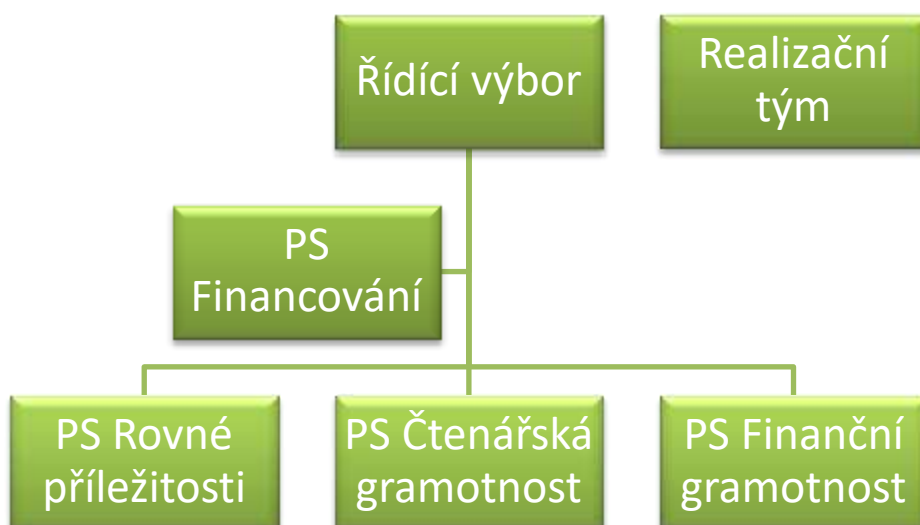 Řídící výbor
Realizační
tým
PS
Financování
PS Rovné
příležitosti
PS Čtenářská
gramotnost
PS Finanční
gramotnost